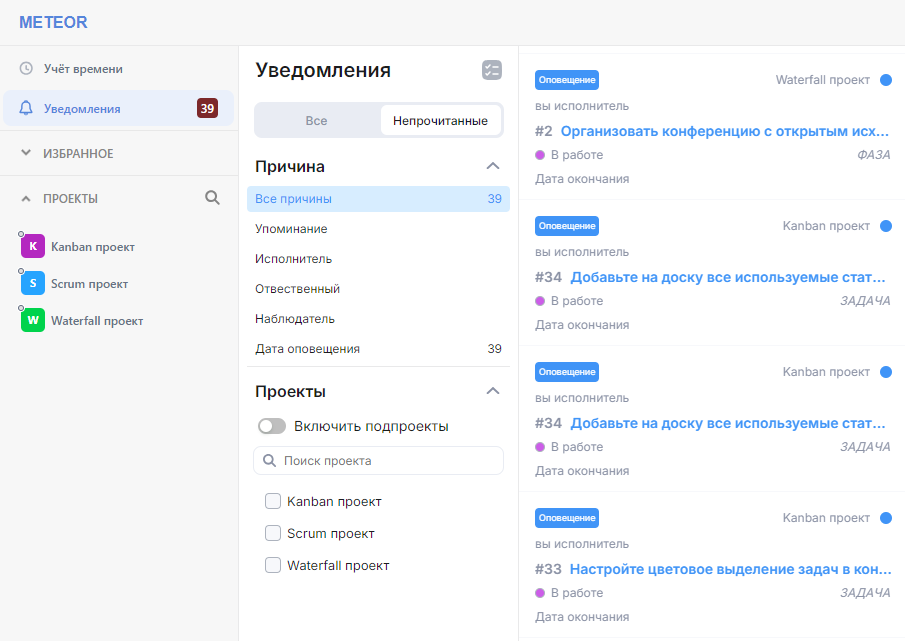 METEOR
Учёт времени
Уведомления 39
ИЗБРАННОЕ
ПРОЕКТЫ
K Kanban проект
S Scrum проект
W Waterfall проект
Уведомления
Все Непрочитанные
Причина
Все причины 39
Упоминание
Исполнитель
Отвественный
Наблюдатель
Дата оповещения 39
Проекты
Включить подпроекты
Поиск проекта
Kanban проект
Scrum проект
Waterfall проект
Оповещение Waterfall проект
вы исполнитель
#2 Организовать конференцию с открытым исх...
В работе ФАЗА
Дата окончания
Оповещение Kanban проект
вы исполнитель
#34 Добавьте на доску все используемые стат...
В работе ЗАДАЧА
Дата окончания
Оповещение Kanban проект
вы исполнитель
#34 Добавьте на доску все используемые стат...
В работе ЗАДАЧА
Дата окончания
Оповещение Kanban проект
вы исполнитель
#33 Настройте цветовое выделение задач в кон...
В работе ЗАДАЧА
Дата окончания